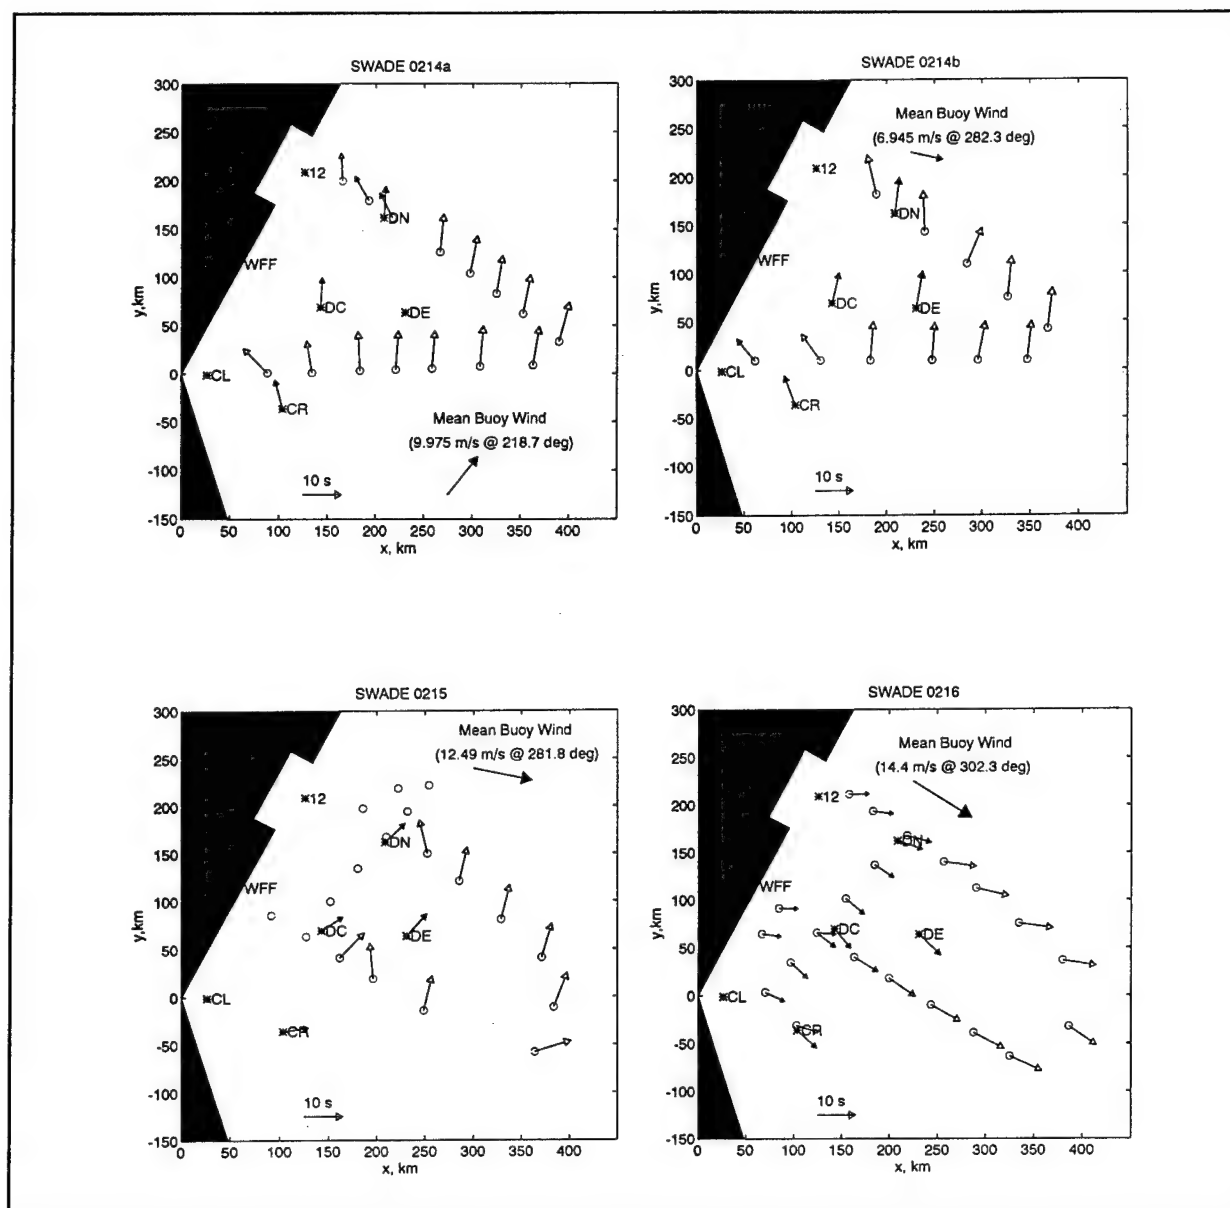 SWADE 0214a
300
250
200
150
100
50
0
-50
-100
-150
y,km
12
DN
WFF
DC
DE
CL
CR
Mean Buoy Wind
(9.975 m/s @ 218.7 deg)
10 s
0 50 100 150 200 250 300 350 400
x, km
SWADE 0214b
300
250
200
150
100
50
0
-50
-100
-150
y,km
Mean Buoy Wind
(6.945 m/s @ 282.3 deg)
12
DN
WFF
DC
DE
CL
CR
10 s
0 50 100 150 200 250 300 350 400
x, km
SWADE 0215
300
250
200
150
100
50
0
-50
-100
-150
y,km
Mean Buoy Wind
(12.49 m/s @ 281.8 deg)
12
DN
WFF
DC
DE
CL
CR
10 s
0 50 100 150 200 250 300 350 400
x, km
SWADE 0216
300
250
200
150
100
50
0
-50
-100
-150
y,km
Mean Buoy Wind
(14.4 m/s @ 302.3 deg)
12
DN
WFF
DC
DE
CL
CR
10 s
0 50 100 150 200 250 300 350 400
x, km